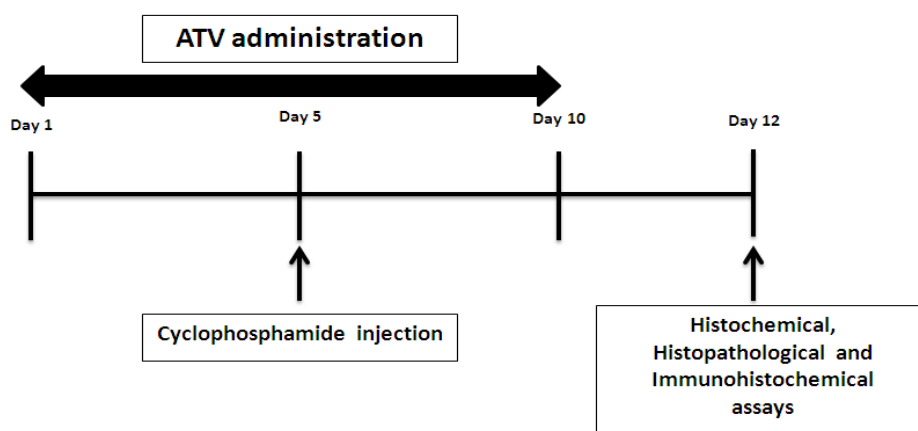 ATV administration
Day 1
Day 5
Day 10
Day 12
Cyclophosphamide injection
Histochemical,
Histopathological and
Immunohistochemical
assays